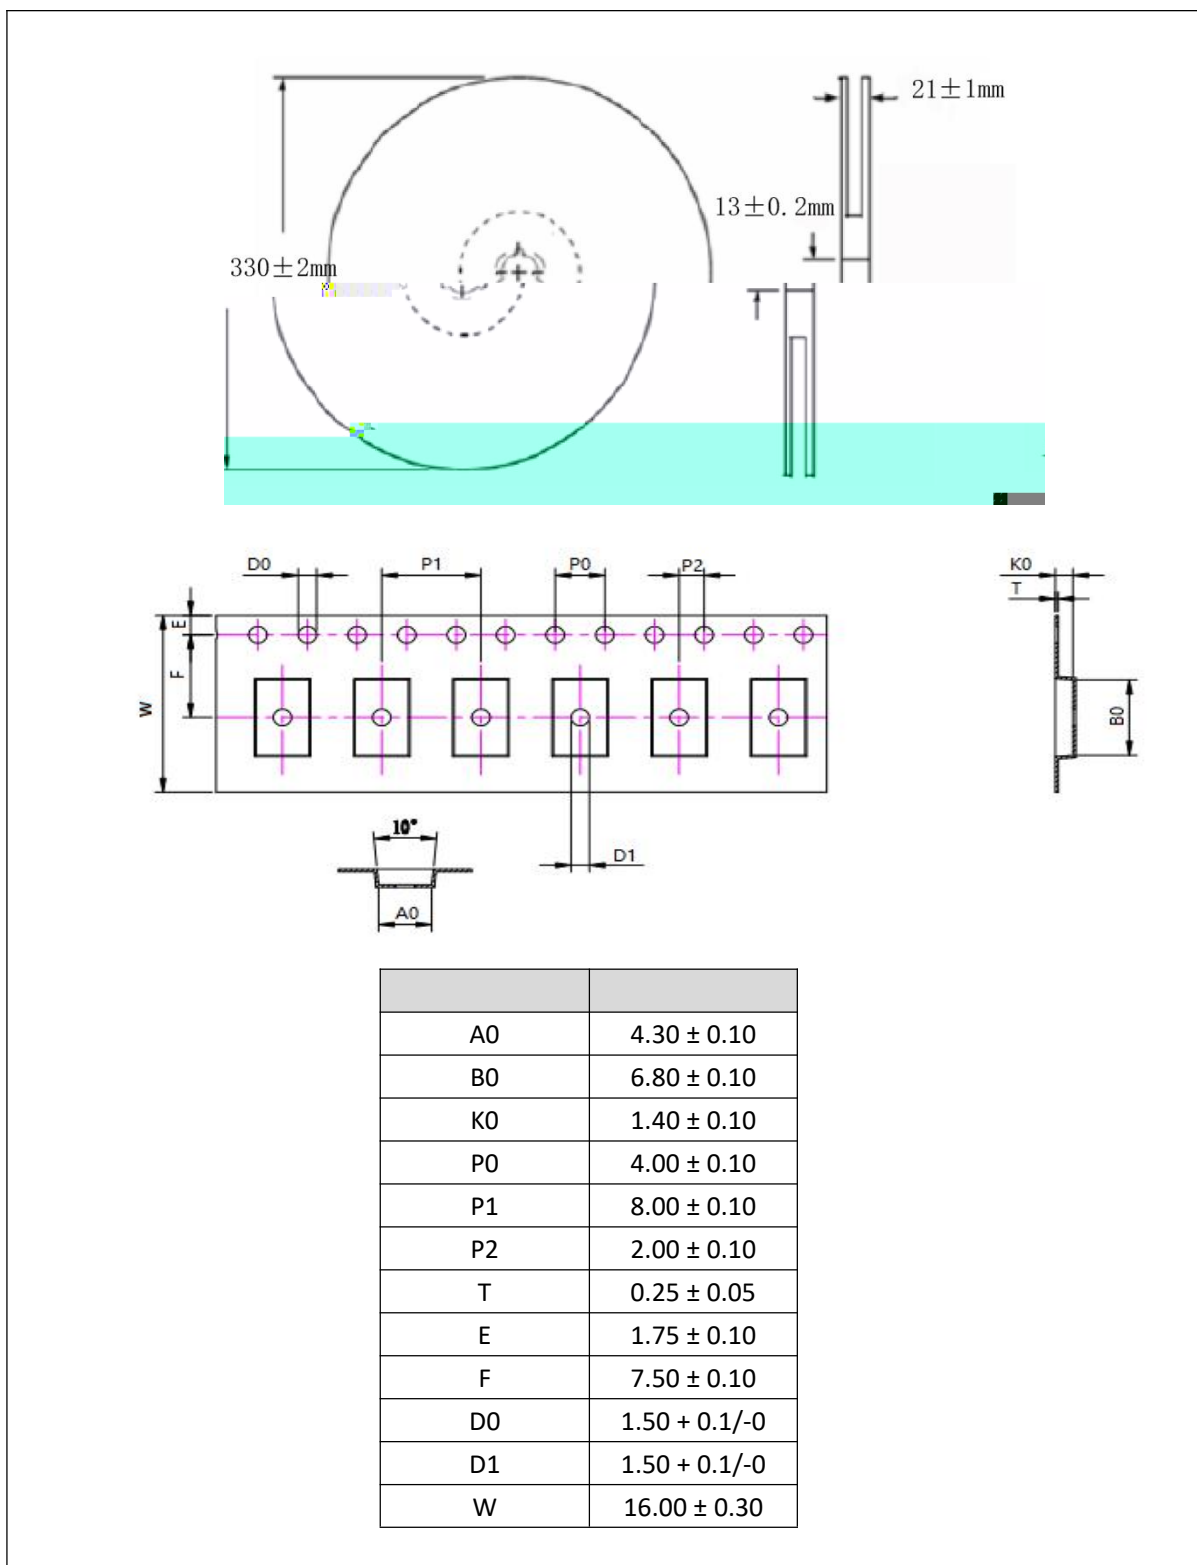 21±1mm
13±0.2mm
330±2mm
D0 P1 P0 P2 K0
T
E
F
W
B0
10°
D1
A0
A0 4.30 ± 0.10
B0 6.80 ± 0.10
K0 1.40 ± 0.10
P0 4.00 ± 0.10
P1 8.00 ± 0.10
P2 2.00 ± 0.10
T 0.25 ± 0.05
E 1.75 ± 0.10
F 7.50 ± 0.10
D0 1.50 + 0.1/-0
D1 1.50 + 0.1/-0
W 16.00 ± 0.30